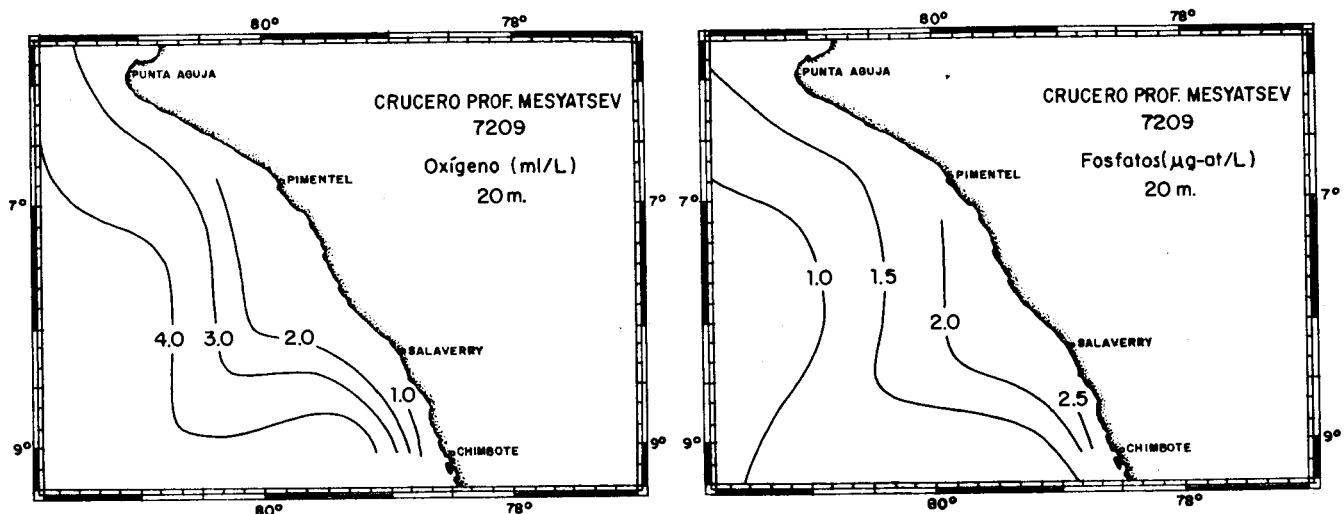 80°
78°
PUNTA AGUJA
CRUCERO PROF. MESYATSEV
7209
Oxígeno (ml/L)
20 m.
PIMENTEL
7°
7°
4.0
3.0
2.0
SALAVERRY
1.0
9°
9°
CHIMBOTE
80°
78°
80°
78°
PUNTA AGUJA
CRUCERO PROF. MESYATSEV
7209
Fosfatos (µg-at/L)
20 m.
PIMENTEL
7°
7°
1.0
1.5
2.0
SALAVERRY
2.5
9°
9°
CHIMBOTE
80°
78°